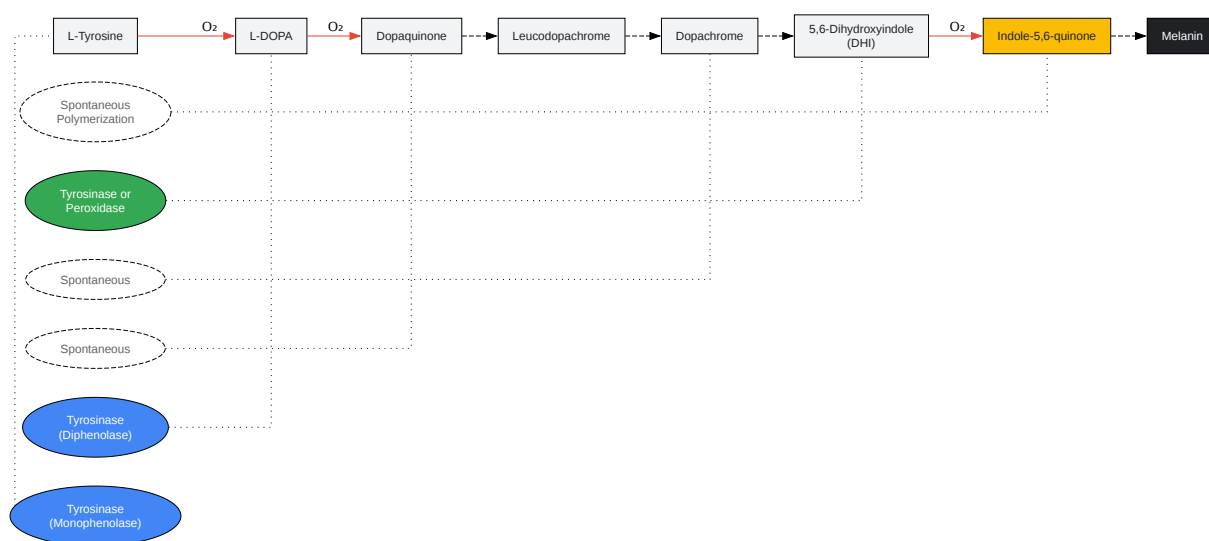 O₂
O₂
O₂
L-Tyrosine
L-DOPA
Dopaquinone
Leucodopachrome
Dopachrome
5,6-Dihydroxyindole
(DHI)
Indole-5,6-quinone
Melanin
Spontaneous
Polymerization
Tyrosinase or
Peroxidase
Spontaneous
Spontaneous
Tyrosinase
(Diphenolase)
Tyrosinase
(Monophenolase)